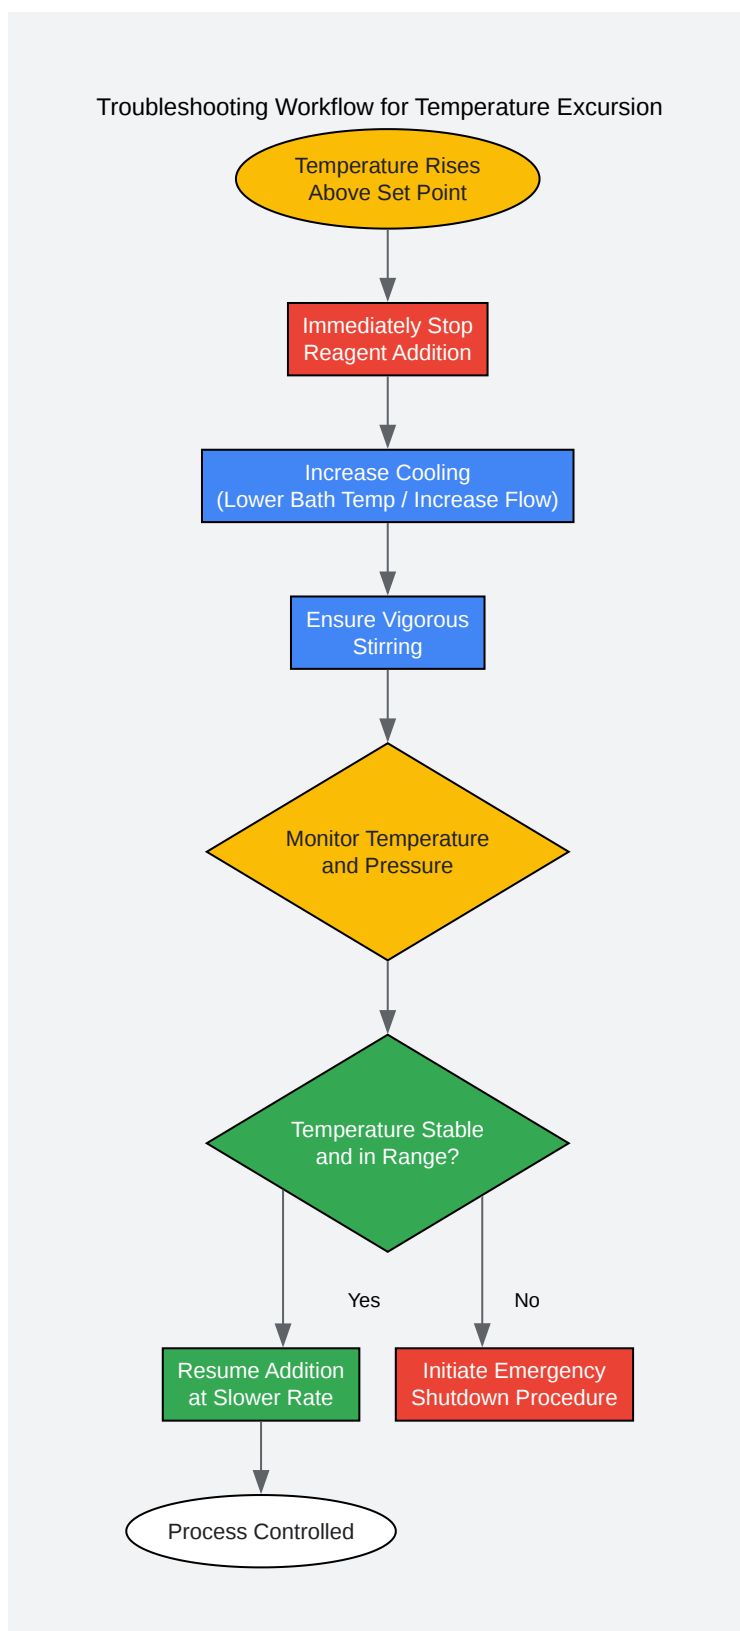 Troubleshooting Workflow for Temperature Excursion
Temperature Rises
Above Set Point
Immediately Stop
Reagent Addition
Increase Cooling
(Lower Bath Temp / Increase Flow)
Ensure Vigorous
Stirring
Monitor Temperature
and Pressure
Temperature Stable
and in Range?
Yes
No
Resume Addition
at Slower Rate
Initiate Emergency
Shutdown Procedure
Process Controlled